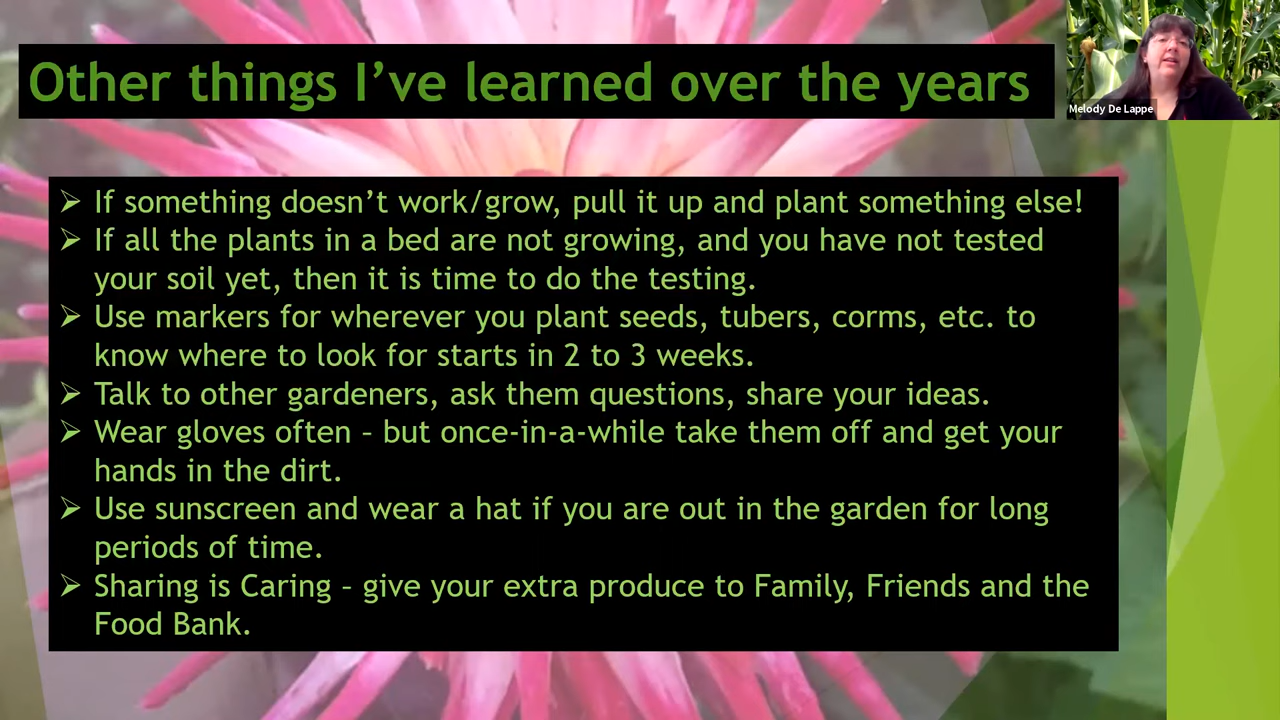 Other things I’ve learned over the years
Melody De Lappe
➢ If something doesn’t work/grow, pull it up and plant something else!
➢ If all the plants in a bed are not growing, and you have not tested
your soil yet, then it is time to do the testing.
➢ Use markers for wherever you plant seeds, tubers, corms, etc. to
know where to look for starts in 2 to 3 weeks.
➢ Talk to other gardeners, ask them questions, share your ideas.
➢ Wear gloves often – but once-in-a-while take them off and get your
hands in the dirt.
➢ Use sunscreen and wear a hat if you are out in the garden for long
periods of time.
➢ Sharing is Caring – give your extra produce to Family, Friends and the
Food Bank.